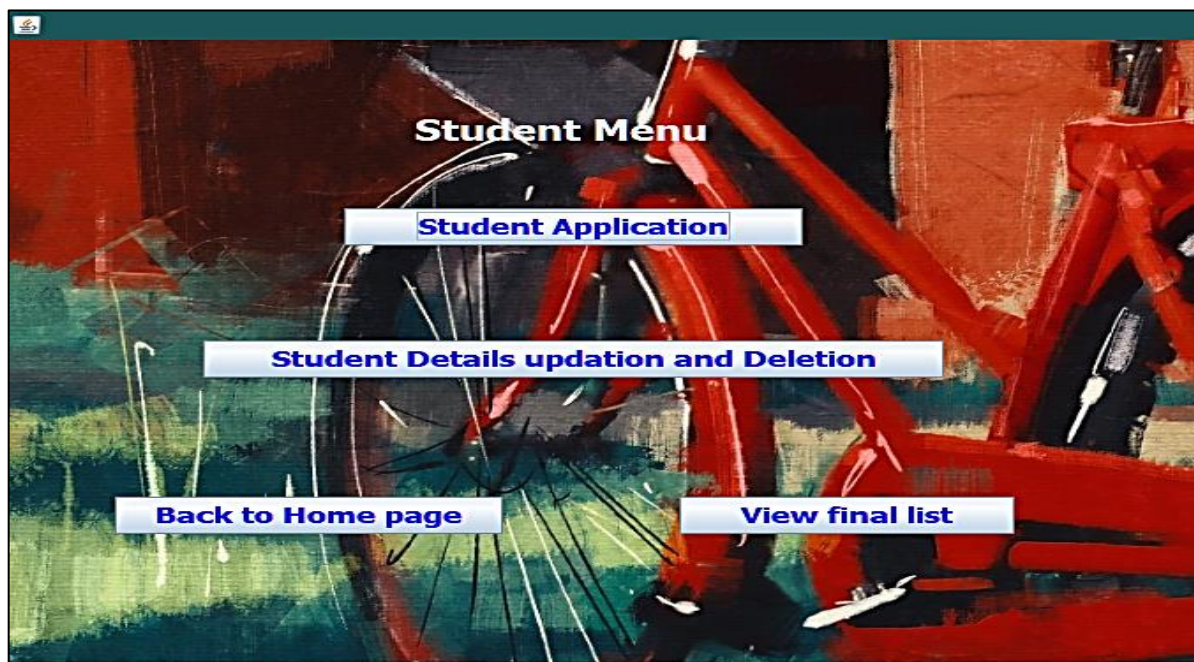 Student Menu
Student Application
Student Details updation and Deletion
Back to Home page
View final list